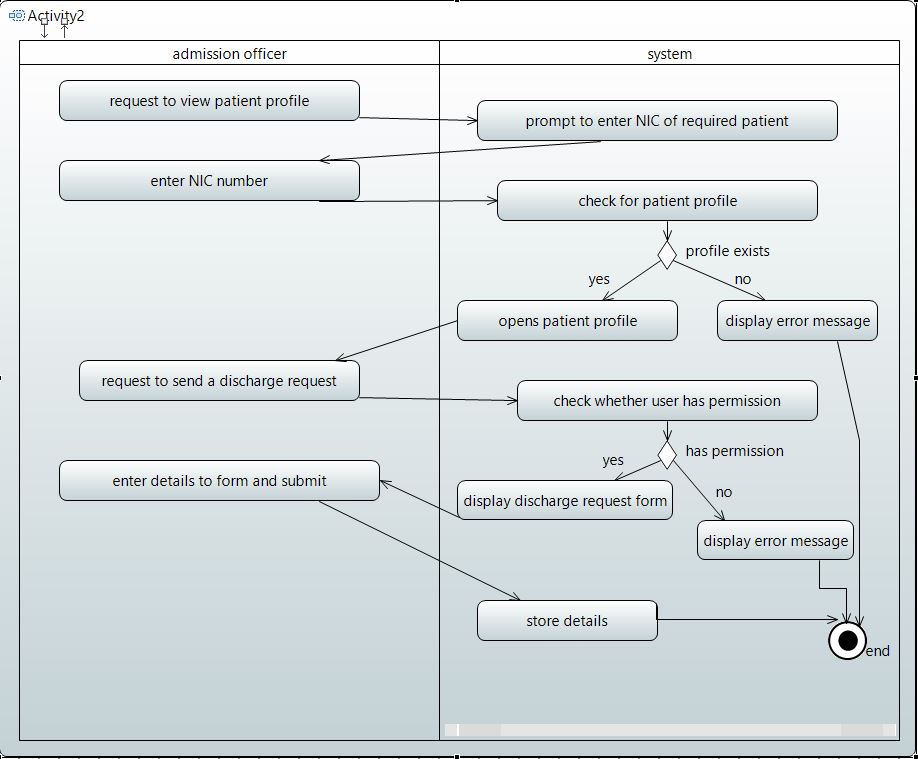 Activity2
admission officer
system
request to view patient profile
prompt to enter NIC of required patient
enter NIC number
check for patient profile
profile exists
yes
no
opens patient profile
display error message
request to send a discharge request
check whether user has permission
has permission
yes
enter details to form and submit
no
display discharge request form
display error message
store details
end